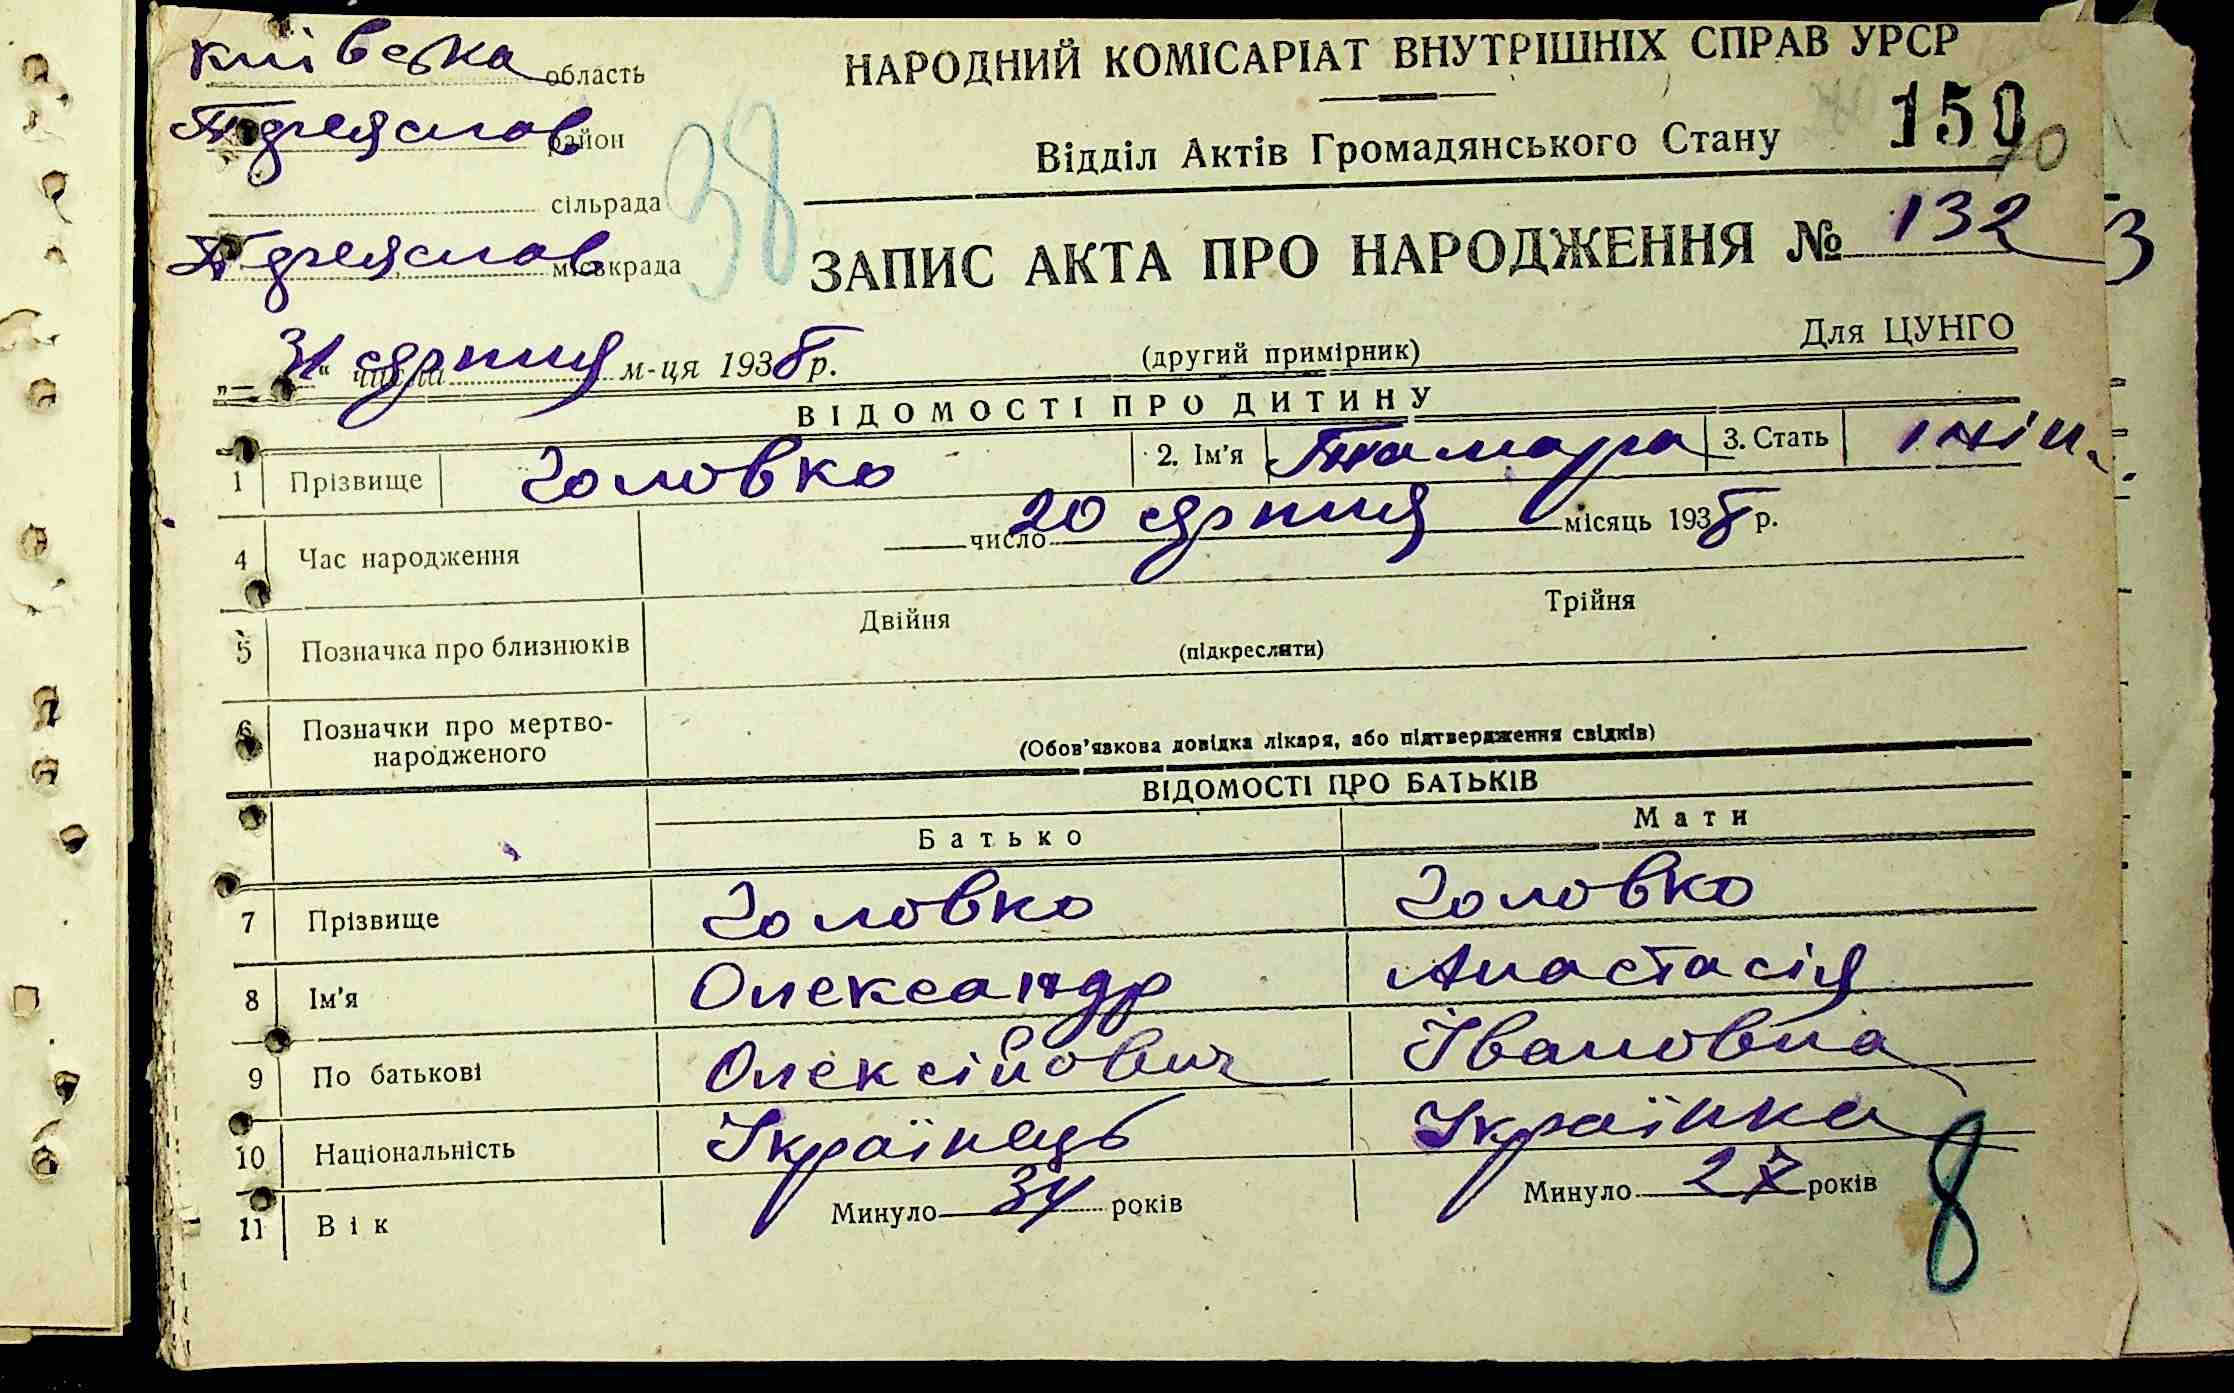 Київська область
НАРОДНИЙ КОМІСАРІАТ ВНУТРІШНІХ СПРАВ УРСР
Переяслав район
38
Відділ Актів Громадянського Стану
150
сільрада
Переяслав міськрада
ЗАПИС АКТА ПРО НАРОДЖЕННЯ № 132
„31“ числа серпня м-ця 1938 р.
(другий примірник)
Для ЦУНГО
ВІДОМОСТІ ПРО ДИТИНУ
1 Прізвище Головко 2. Ім'я Тамара 3. Стать жін.
4 Час народження число 20 серпня місяць 1938 р.
5 Позначка про близнюків Двійня Трійня
(підкреслити)
6 Позначки про мертво-
народженого
(Обов'язкова довідка лікаря, або підтвердження свідків)
ВІДОМОСТІ ПРО БАТЬКІВ
Батько Мати
7 Прізвище Головко Головко
8 Ім'я Олександр Анастасія
9 По батькові Олексійович Івановна
10 Національність Українець Українка
11 Вік Минуло 34 років Минуло 27 років
8